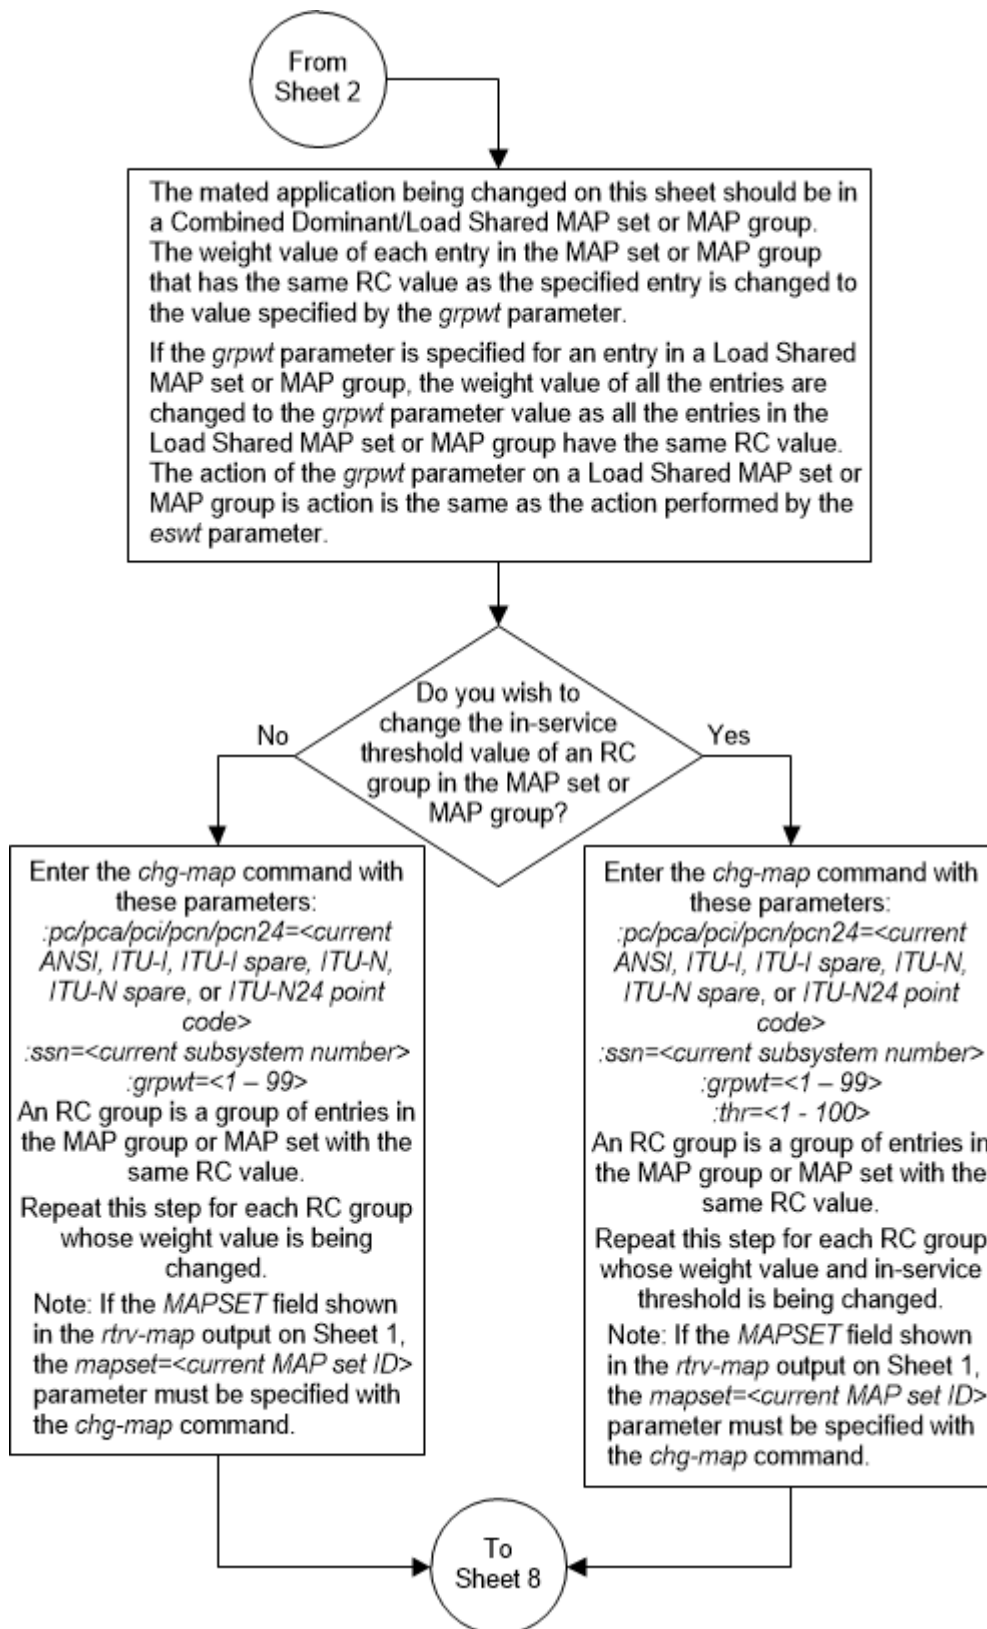 From
Sheet 2
The mated application being changed on this sheet should be in
a Combined Dominant/Load Shared MAP set or MAP group.
The weight value of each entry in the MAP set or MAP group
that has the same RC value as the specified entry is changed to
the value specified by the grpwt parameter.
If the grpwt parameter is specified for an entry in a Load Shared
MAP set or MAP group, the weight value of all the entries are
changed to the grpwt parameter value as all the entries in the
Load Shared MAP set or MAP group have the same RC value.
The action of the grpwt parameter on a Load Shared MAP set or
MAP group is action is the same as the action performed by the
eswt parameter.
Do you wish to
change the in-service
threshold value of an RC
group in the MAP set or
MAP group?
No
Yes
Enter the chg-map command with
these parameters:
:pc/pca/pci/pcn/pcn24=<current
ANSI, ITU-I, ITU-I spare, ITU-N,
ITU-N spare, or ITU-N24 point
code>
:ssn=<current subsystem number>
:grpwt=<1 – 99>
An RC group is a group of entries in
the MAP group or MAP set with the
same RC value.
Repeat this step for each RC group
whose weight value is being
changed.
Note: If the MAPSET field shown
in the rtrv-map output on Sheet 1,
the mapset=<current MAP set ID>
parameter must be specified with
the chg-map command.
Enter the chg-map command with
these parameters:
:pc/pca/pci/pcn/pcn24=<current
ANSI, ITU-I, ITU-I spare, ITU-N,
ITU-N spare, or ITU-N24 point
code>
:ssn=<current subsystem number>
:grpwt=<1 – 99>
:thr=<1 - 100>
An RC group is a group of entries in
the MAP group or MAP set with the
same RC value.
Repeat this step for each RC group
whose weight value and in-service
threshold is being changed.
Note: If the MAPSET field shown
in the rtrv-map output on Sheet 1,
the mapset=<current MAP set ID>
parameter must be specified with
the chg-map command.
To
Sheet 8